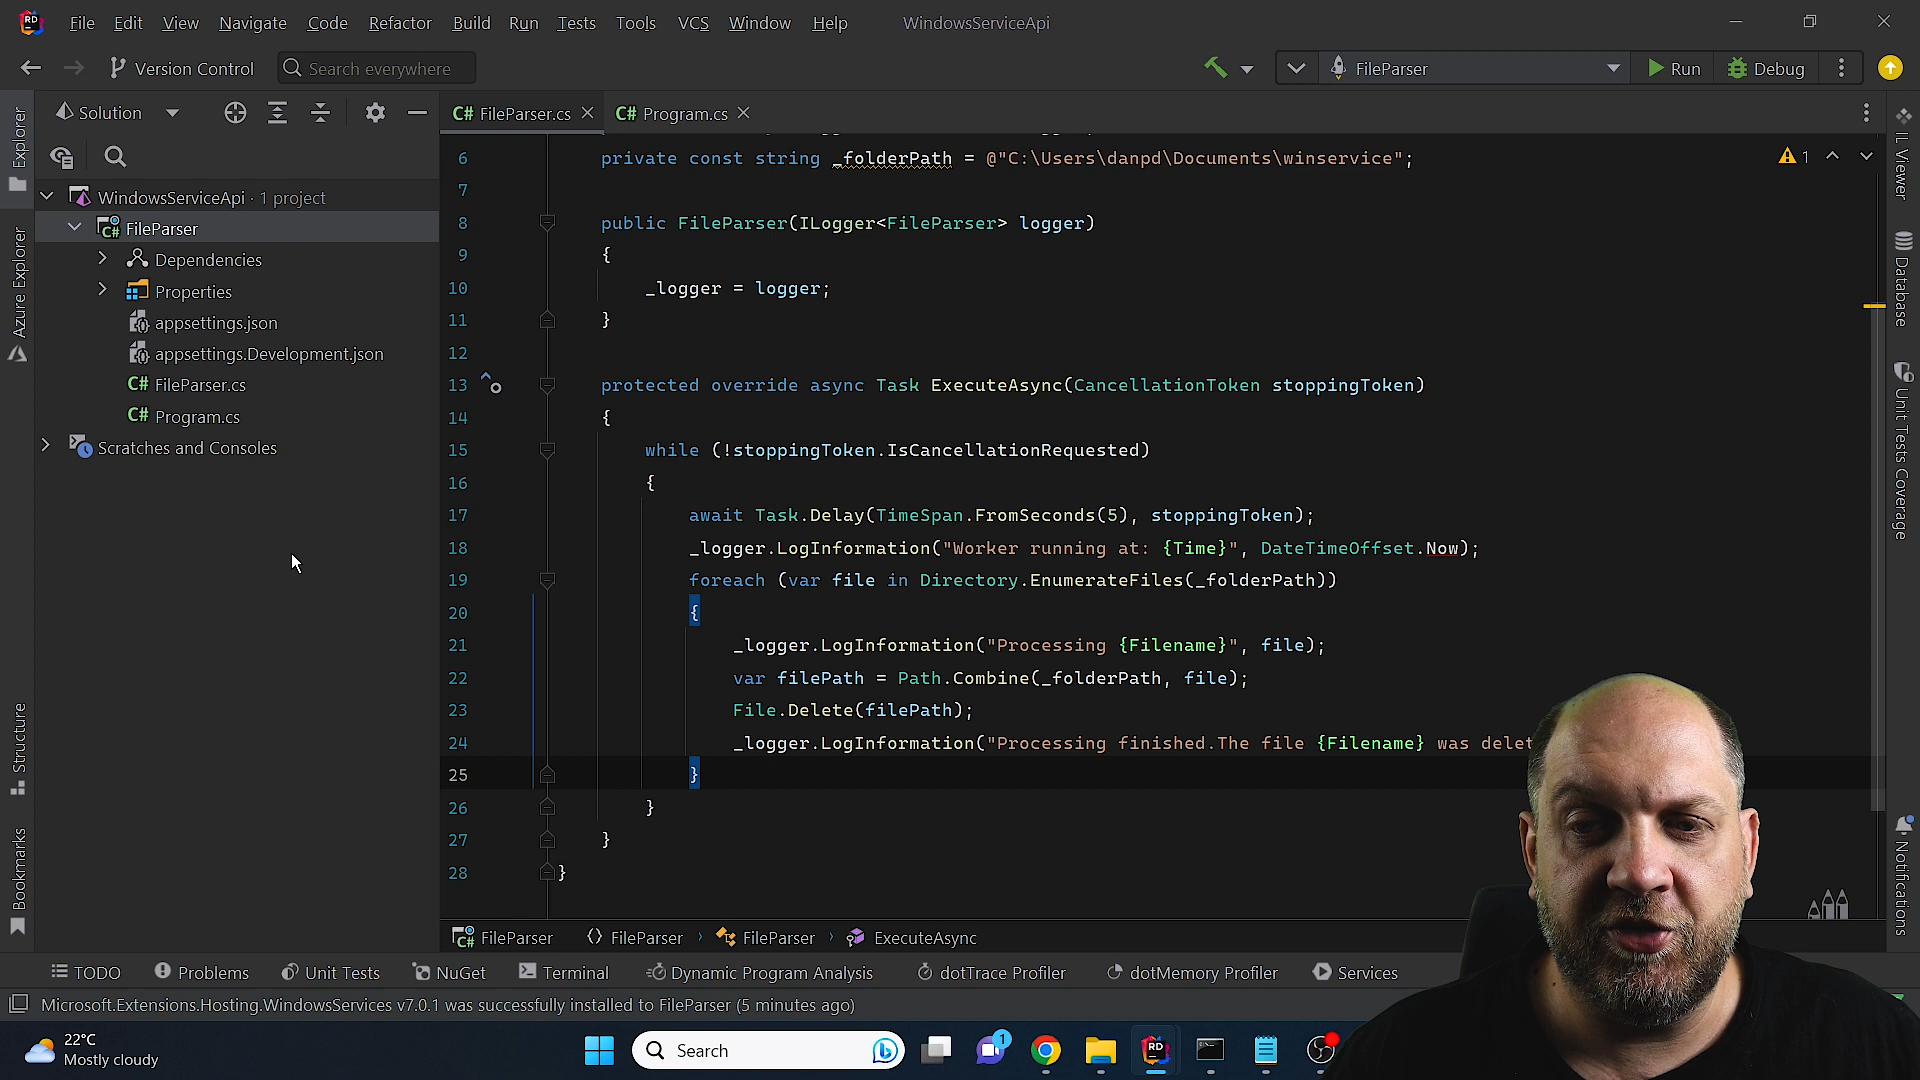 File Edit View Navigate Code Refactor Build Run Tests Tools VCS Window Help WindowsServiceApi
Version Control Search everywhere FileParser Run Debug
Solution
FileParser.cs Program.cs
Explorer
Azure Explorer
Structure
Bookmarks
WindowsServiceApi · 1 project
FileParser
Dependencies
Properties
appsettings.json
appsettings.Development.json
C# FileParser.cs
C# Program.cs
Scratches and Consoles
6 private const string _folderPath = @"C:\Users\danpd\Documents\winservice";
7
8 public FileParser(ILogger<FileParser> logger)
9 {
10 _logger = logger;
11 }
12
13 protected override async Task ExecuteAsync(CancellationToken stoppingToken)
14 {
15 while (!stoppingToken.IsCancellationRequested)
16 {
17 await Task.Delay(TimeSpan.FromSeconds(5), stoppingToken);
18 _logger.LogInformation("Worker running at: {Time}", DateTimeOffset.Now);
19 foreach (var file in Directory.EnumerateFiles(_folderPath))
20 {
21 _logger.LogInformation("Processing {Filename}", file);
22 var filePath = Path.Combine(_folderPath, file);
23 File.Delete(filePath);
24 _logger.LogInformation("Processing finished.The file {Filename} was delet
25 }
26 }
27 }
28 }
1
IL Viewer
Database
Unit Tests Coverage
Notifications
FileParser FileParser FileParser ExecuteAsync
TODO Problems Unit Tests NuGet Terminal Dynamic Program Analysis dotTrace Profiler dotMemory Profiler Services
Microsoft.Extensions.Hosting.WindowsServices v7.0.1 was successfully installed to FileParser (5 minutes ago)
22°C
Mostly cloudy
Search
1
RD